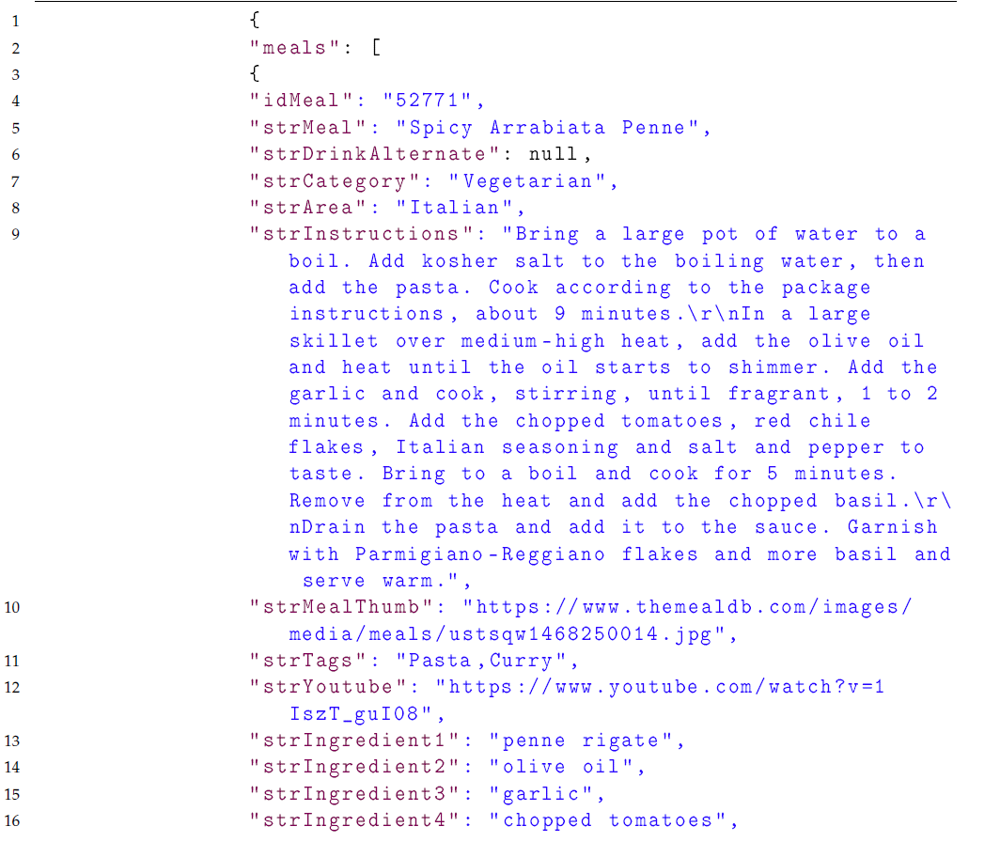 1 {
2 "meals": [
3 {
4 "idMeal": "52771",
5 "strMeal": "Spicy Arrabiata Penne",
6 "strDrinkAlternate": null,
7 "strCategory": "Vegetarian",
8 "strArea": "Italian",
9 "strInstructions": "Bring a large pot of water to a
boil. Add kosher salt to the boiling water, then
add the pasta. Cook according to the package
instructions, about 9 minutes.\r\nIn a large
skillet over medium-high heat, add the olive oil
and heat until the oil starts to shimmer. Add the
garlic and cook, stirring, until fragrant, 1 to 2
minutes. Add the chopped tomatoes, red chile
flakes, Italian seasoning and salt and pepper to
taste. Bring to a boil and cook for 5 minutes.
Remove from the heat and add the chopped basil.\r\
nDrain the pasta and add it to the sauce. Garnish
with Parmigiano-Reggiano flakes and more basil and
serve warm.",
10 "strMealThumb": "https://www.themealdb.com/images/
media/meals/ustsqw1468250014.jpg",
11 "strTags": "Pasta,Curry",
12 "strYoutube": "https://www.youtube.com/watch?v=1
IszT_guI08",
13 "strIngredient1": "penne rigate",
14 "strIngredient2": "olive oil",
15 "strIngredient3": "garlic",
16 "strIngredient4": "chopped tomatoes",